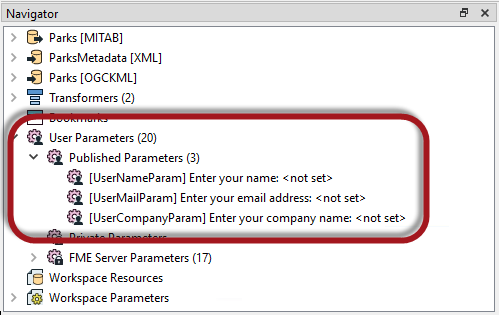 Navigator
Parks [MITAB]
ParksMetadata [XML]
Parks [OGCKML]
Transformers (2)
Bookmarks
User Parameters (20)
Published Parameters (3)
[UserNameParam] Enter your name: <not set>
[UserMailParam] Enter your email address: <not set>
[UserCompanyParam] Enter your company name: <not set>
Private Parameters
FME Server Parameters (17)
Workspace Resources
Workspace Parameters